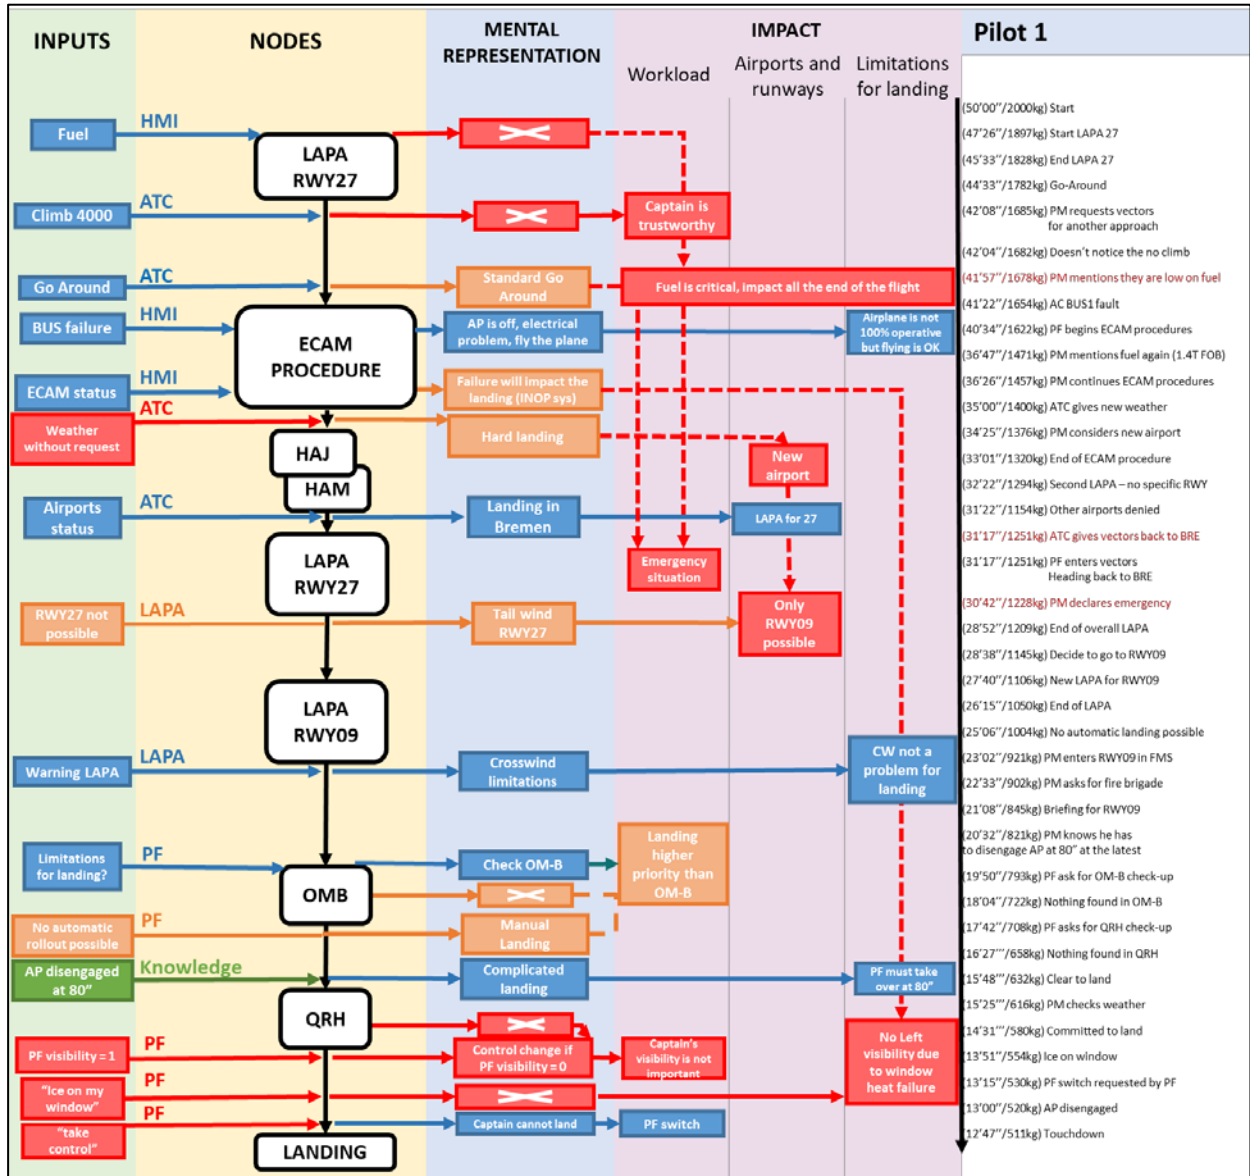 INPUTS
NODES
MENTAL
REPRESENTATION
IMPACT
Workload
Airports and
runways
Limitations
for landing
Pilot 1
Fuel
HMI
LAPA
RWY27
Climb 4000
ATC
Captain is
trustworthy
Go Around
ATC
Standard Go
Around
Fuel is critical, impact all the end of the flight
BUS failure
HMI
ECAM
PROCEDURE
AP is off, electrical
problem, fly the plane
Airplane is not
100% operative
but flying is OK
ECAM status
HMI
Failure will impact the
landing (INOP sys)
Weather
without request
ATC
Hard landing
HAJ
HAM
New
airport
Airports
status
ATC
Landing in
Bremen
LAPA for 27
LAPA
RWY27
Emergency
situation
RWY27 not
possible
LAPA
Tail wind
RWY27
Only
RWY09
possible
LAPA
RWY09
Warning LAPA
LAPA
Crosswind
limitations
CW not a
problem for
landing
Limitations
for landing?
PF
Check OM-B
Landing
higher
priority than
OM-B
OMB
No automatic
rollout possible
PF
Manual
Landing
AP disengaged
at 80”
Knowledge
Complicated
landing
PF must take
over at 80”
QRH
PF visibility = 1
PF
Control change if
PF visibility = 0
Captain’s
visibility is not
important
No Left
visibility due
to window
heat failure
“Ice on my
window”
PF
“take
control”
PF
Captain cannot land
PF switch
LANDING
(50’00’’/2000kg) Start
(47’26’’/1897kg) Start LAPA 27
(45’33’’/1828kg) End LAPA 27
(44’33’’/1782kg) Go-Around
(42’08’’/1685kg) PM requests vectors
for another approach
(42’04’’/1682kg) Doesn’t notice the no climb
(41’57’’/1678kg) PM mentions they are low on fuel
(41’22’’/1654kg) AC BUS1 fault
(40’34’’/1622kg) PF begins ECAM procedures
(36’47’’/1471kg) PM mentions fuel again (1.4T FOB)
(36’26’’/1457kg) PM continues ECAM procedures
(35’00’’/1400kg) ATC gives new weather
(34’25’’/1376kg) PM considers new airport
(33’01’’/1320kg) End of ECAM procedure
(32’22’’/1294kg) Second LAPA – no specific RWY
(31’22’’/1154kg) Other airports denied
(31’17’’/1251kg) ATC gives vectors back to BRE
(31’17’’/1251kg) PF enters vectors
Heading back to BRE
(30’42’’/1228kg) PM declares emergency
(28’52’’/1209kg) End of overall LAPA
(28’38’’/1145kg) Decide to go to RWY09
(27’40’’/1106kg) New LAPA for RWY09
(26’15’’/1050kg) End of LAPA
(25’06’’/1004kg) No automatic landing possible
(23’02’’/921kg) PM enters RWY09 in FMS
(22’33’’/902kg) PM asks for fire brigade
(21’08’’/845kg) Briefing for RWY09
(20’32’’/821kg) PM knows he has
to disengage AP at 80’’ at the latest
(19’50’’/793kg) PF ask for OM-B check-up
(18’04’’/722kg) Nothing found in OM-B
(17’42’’/708kg) PF asks for QRH check-up
(16’27’’’/658kg) Nothing found in QRH
(15’48’’’/632kg) Clear to land
(15’25’’’/616kg) PM checks weather
(14’31’’’/580kg) Committed to land
(13’51’’/554kg) Ice on window
(13’15’’/530kg) PF switch requested by PF
(13’00’’/520kg) AP disengaged
(12’47’’/511kg) Touchdown